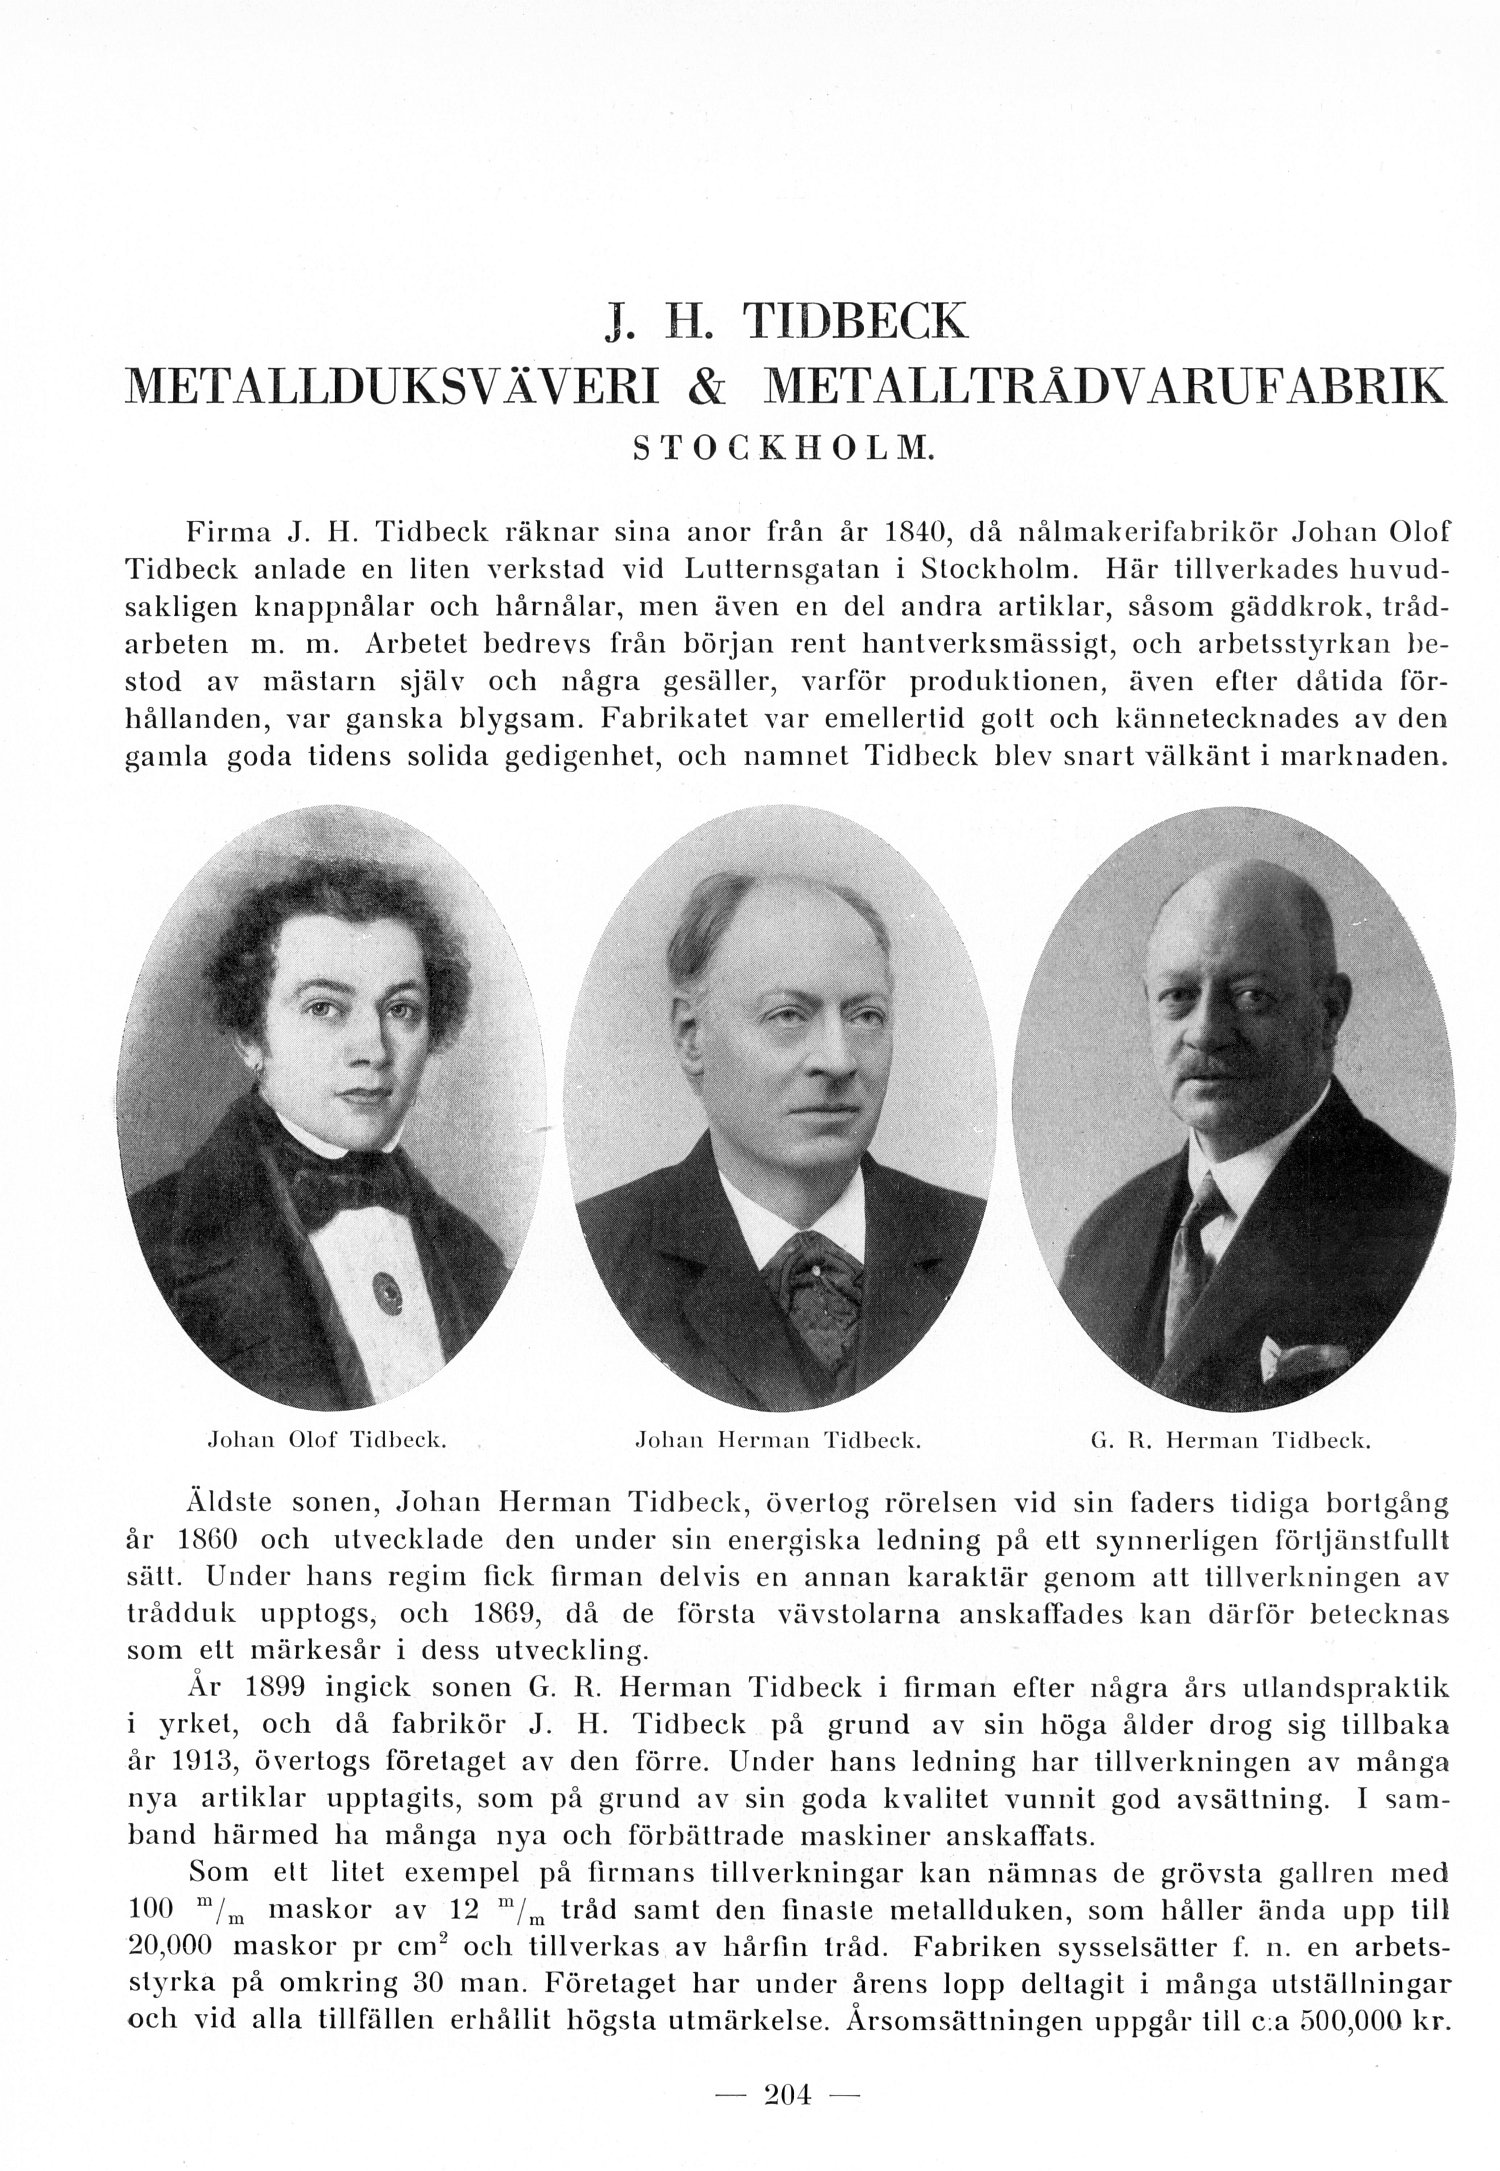 J. H. TIDBECK
METALLDUKSVÄVERI & METALLTRÅDVARUFABRIK
STOCKHOLM.
Firma J. H. Tidbeck räknar sina anor från år 1840, då nålmakerifabrikör Johan Olof
Tidbeck anlade en liten verkstad vid Lutternsgatan i Stockholm. Här tillverkades huvud-
sakligen knappnålar och hårnålar, men även en del andra artiklar, såsom gäddkrok, tråd-
arbeten m. m. Arbetet bedrevs från början rent hantverksmässigt, och arbetsstyrkan be-
stod av mästarn själv och några gesäller, varför produktionen, även efter dåtida för-
hållanden, var ganska blygsam. Fabrikatet var emellertid gott och kännetecknades av den
gamla goda tidens solida gedigenhet, och namnet Tidbeck blev snart välkänt i marknaden.
Johan Olof Tidbeck. Johan Herman Tidbeck. G. R. Herman Tidbeck.
Äldste sonen, Johan Herman Tidbeck, övertog rörelsen vid sin faders tidiga bortgång
år 1860 och utvecklade den under sin energiska ledning på ett synnerligen förtjänstfullt
sätt. Under hans regim fick firman delvis en annan karaktär genom att tillverkningen av
trådduk upptogs, och 1869, då de första vävstolarna anskaffades kan därför betecknas
som ett märkesår i dess utveckling.
År 1899 ingick sonen G. R. Herman Tidbeck i firman efter några års utlandspraktik
i yrket, och då fabrikör J. H. Tidbeck på grund av sin höga ålder drog sig tillbaka
år 1913, övertogs företaget av den förre. Under hans ledning har tillverkningen av många
nya artiklar upptagits, som på grund av sin goda kvalitet vunnit god avsättning. I sam-
band härmed ha många nya och förbättrade maskiner anskaffats.
Som ett litet exempel på firmans tillverkningar kan nämnas de grövsta gallren med
100 m/m maskor av 12 m/m tråd samt den finaste metallduken, som håller ända upp till
20,000 maskor pr cm² och tillverkas av hårfin tråd. Fabriken sysselsätter f. n. en arbets-
styrka på omkring 30 man. Företaget har under årens lopp deltagit i många utställningar
och vid alla tillfällen erhållit högsta utmärkelse. Årsomsättningen uppgår till c:a 500,000 kr.
— 204 —